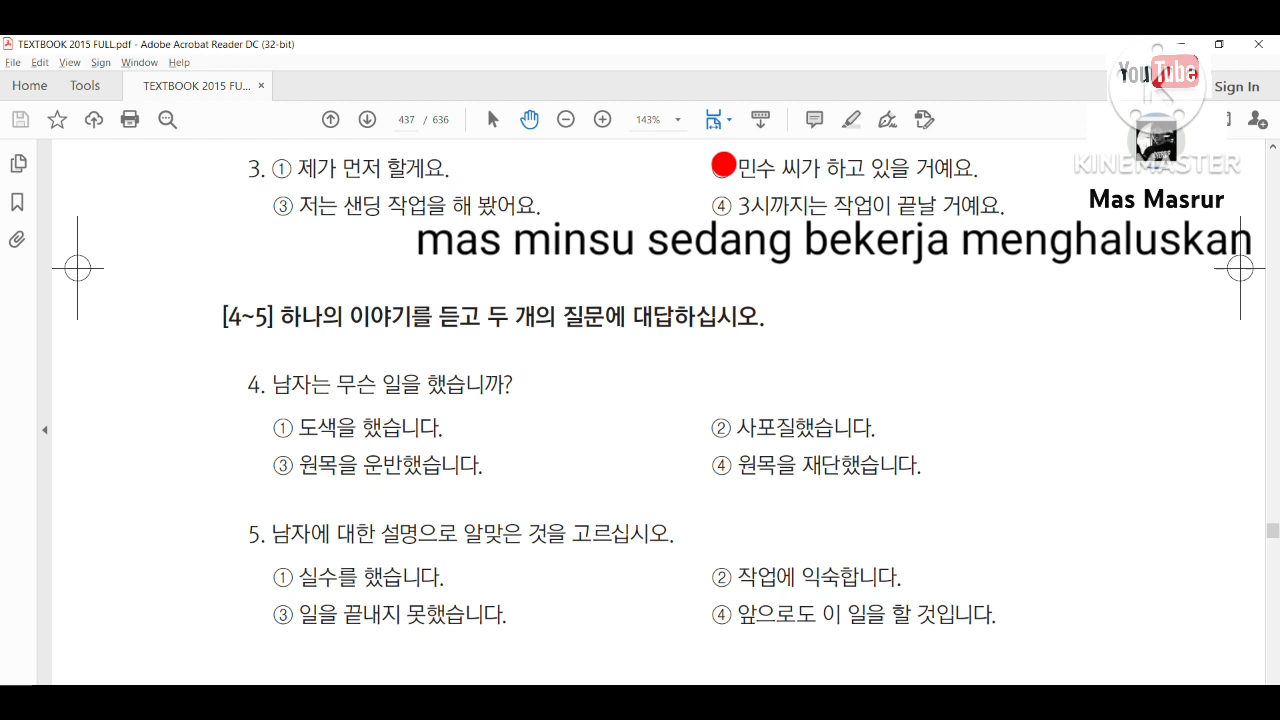 TEXTBOOK 2015 FULL.pdf - Adobe Acrobat Reader DC (32-bit)
File Edit View Sign Window Help
YouTube
Home Tools TEXTBOOK 2015 FU... × Sign In
437 / 636 143%
KINEMASTER
Mas Masrur
3. ① 제가 먼저 할게요. 민수 씨가 하고 있을 거예요.
③ 저는 샌딩 작업을 해 봤어요. ④ 3시까지는 작업이 끝날 거예요.
mas minsu sedang bekerja menghaluskan
[4~5] 하나의 이야기를 듣고 두 개의 질문에 대답하십시오.
4. 남자는 무슨 일을 했습니까?
① 도색을 했습니다. ② 사포질했습니다.
③ 원목을 운반했습니다. ④ 원목을 재단했습니다.
5. 남자에 대한 설명으로 알맞은 것을 고르십시오.
① 실수를 했습니다. ② 작업에 익숙합니다.
③ 일을 끝내지 못했습니다. ④ 앞으로도 이 일을 할 것입니다.